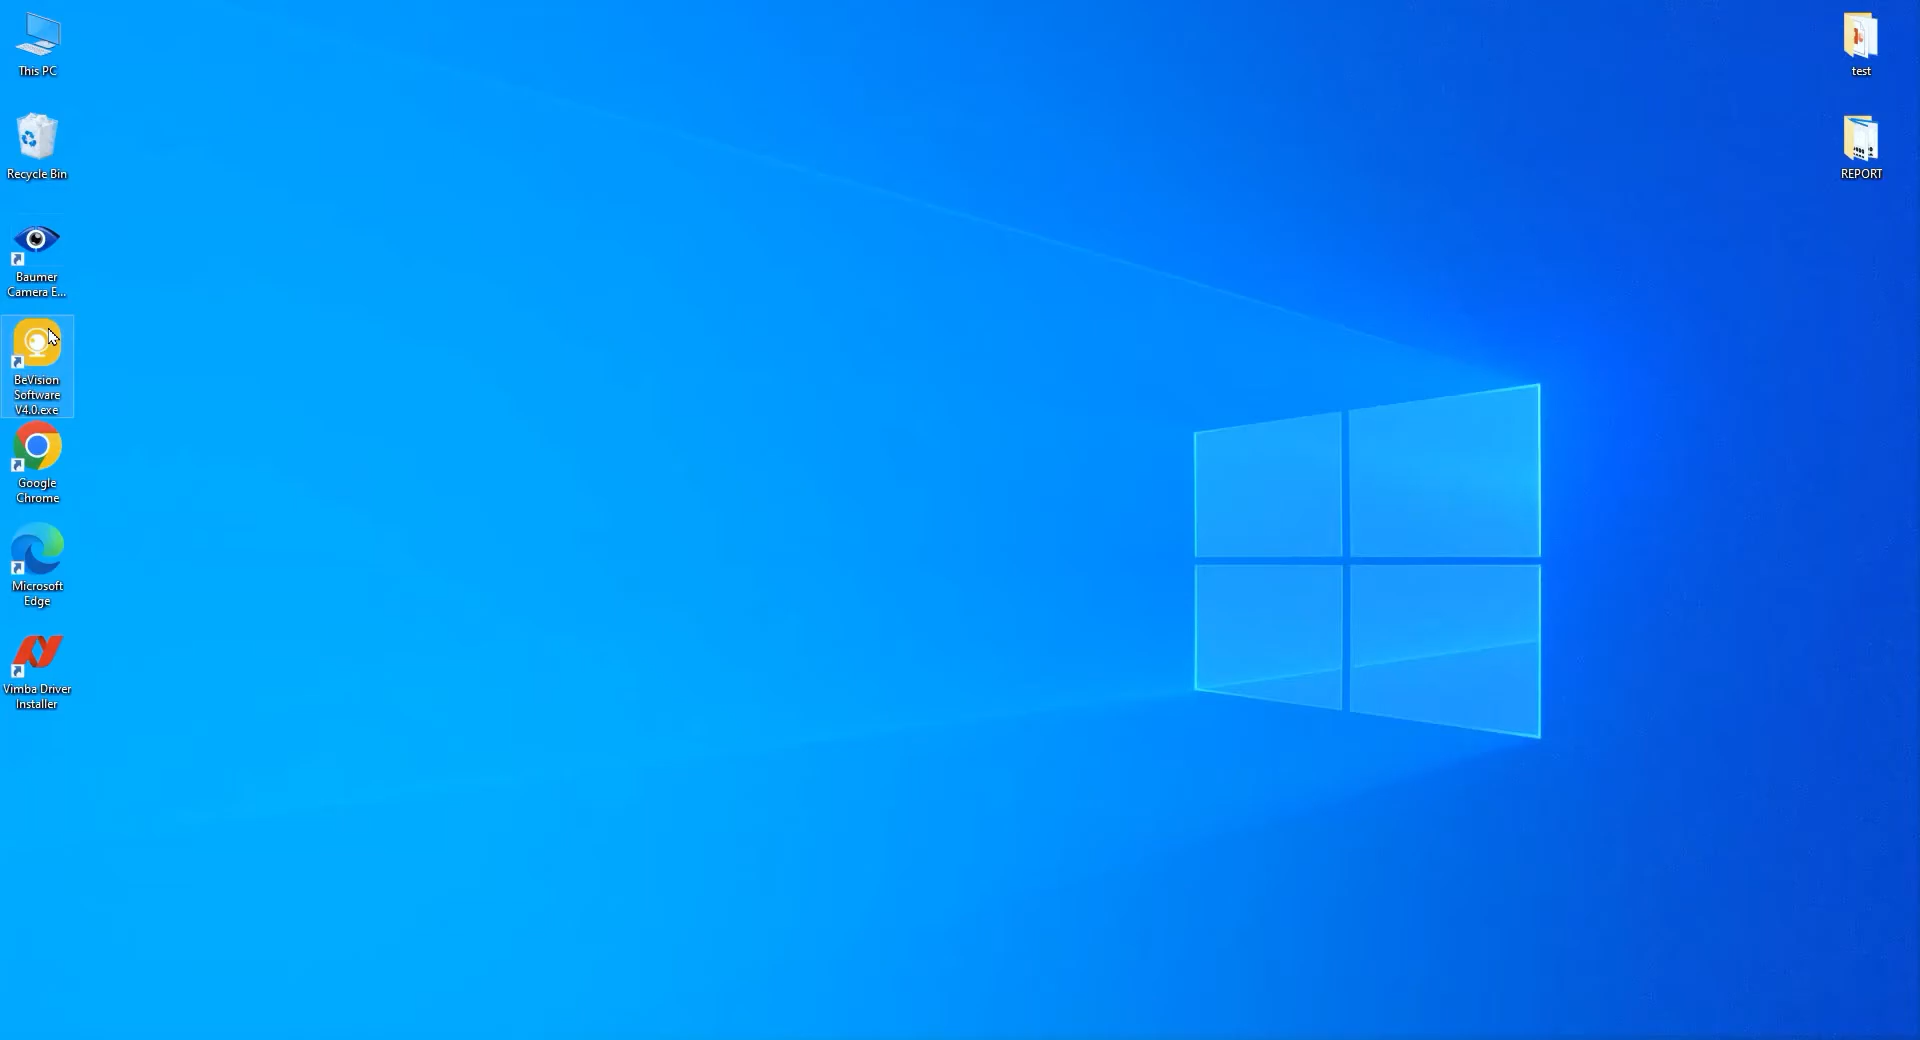 This PC
Recycle Bin
Baumer
Camera E...
BeVision
Software
V4.0.exe
Google
Chrome
Microsoft
Edge
Vimba Driver
Installer
test
REPORT